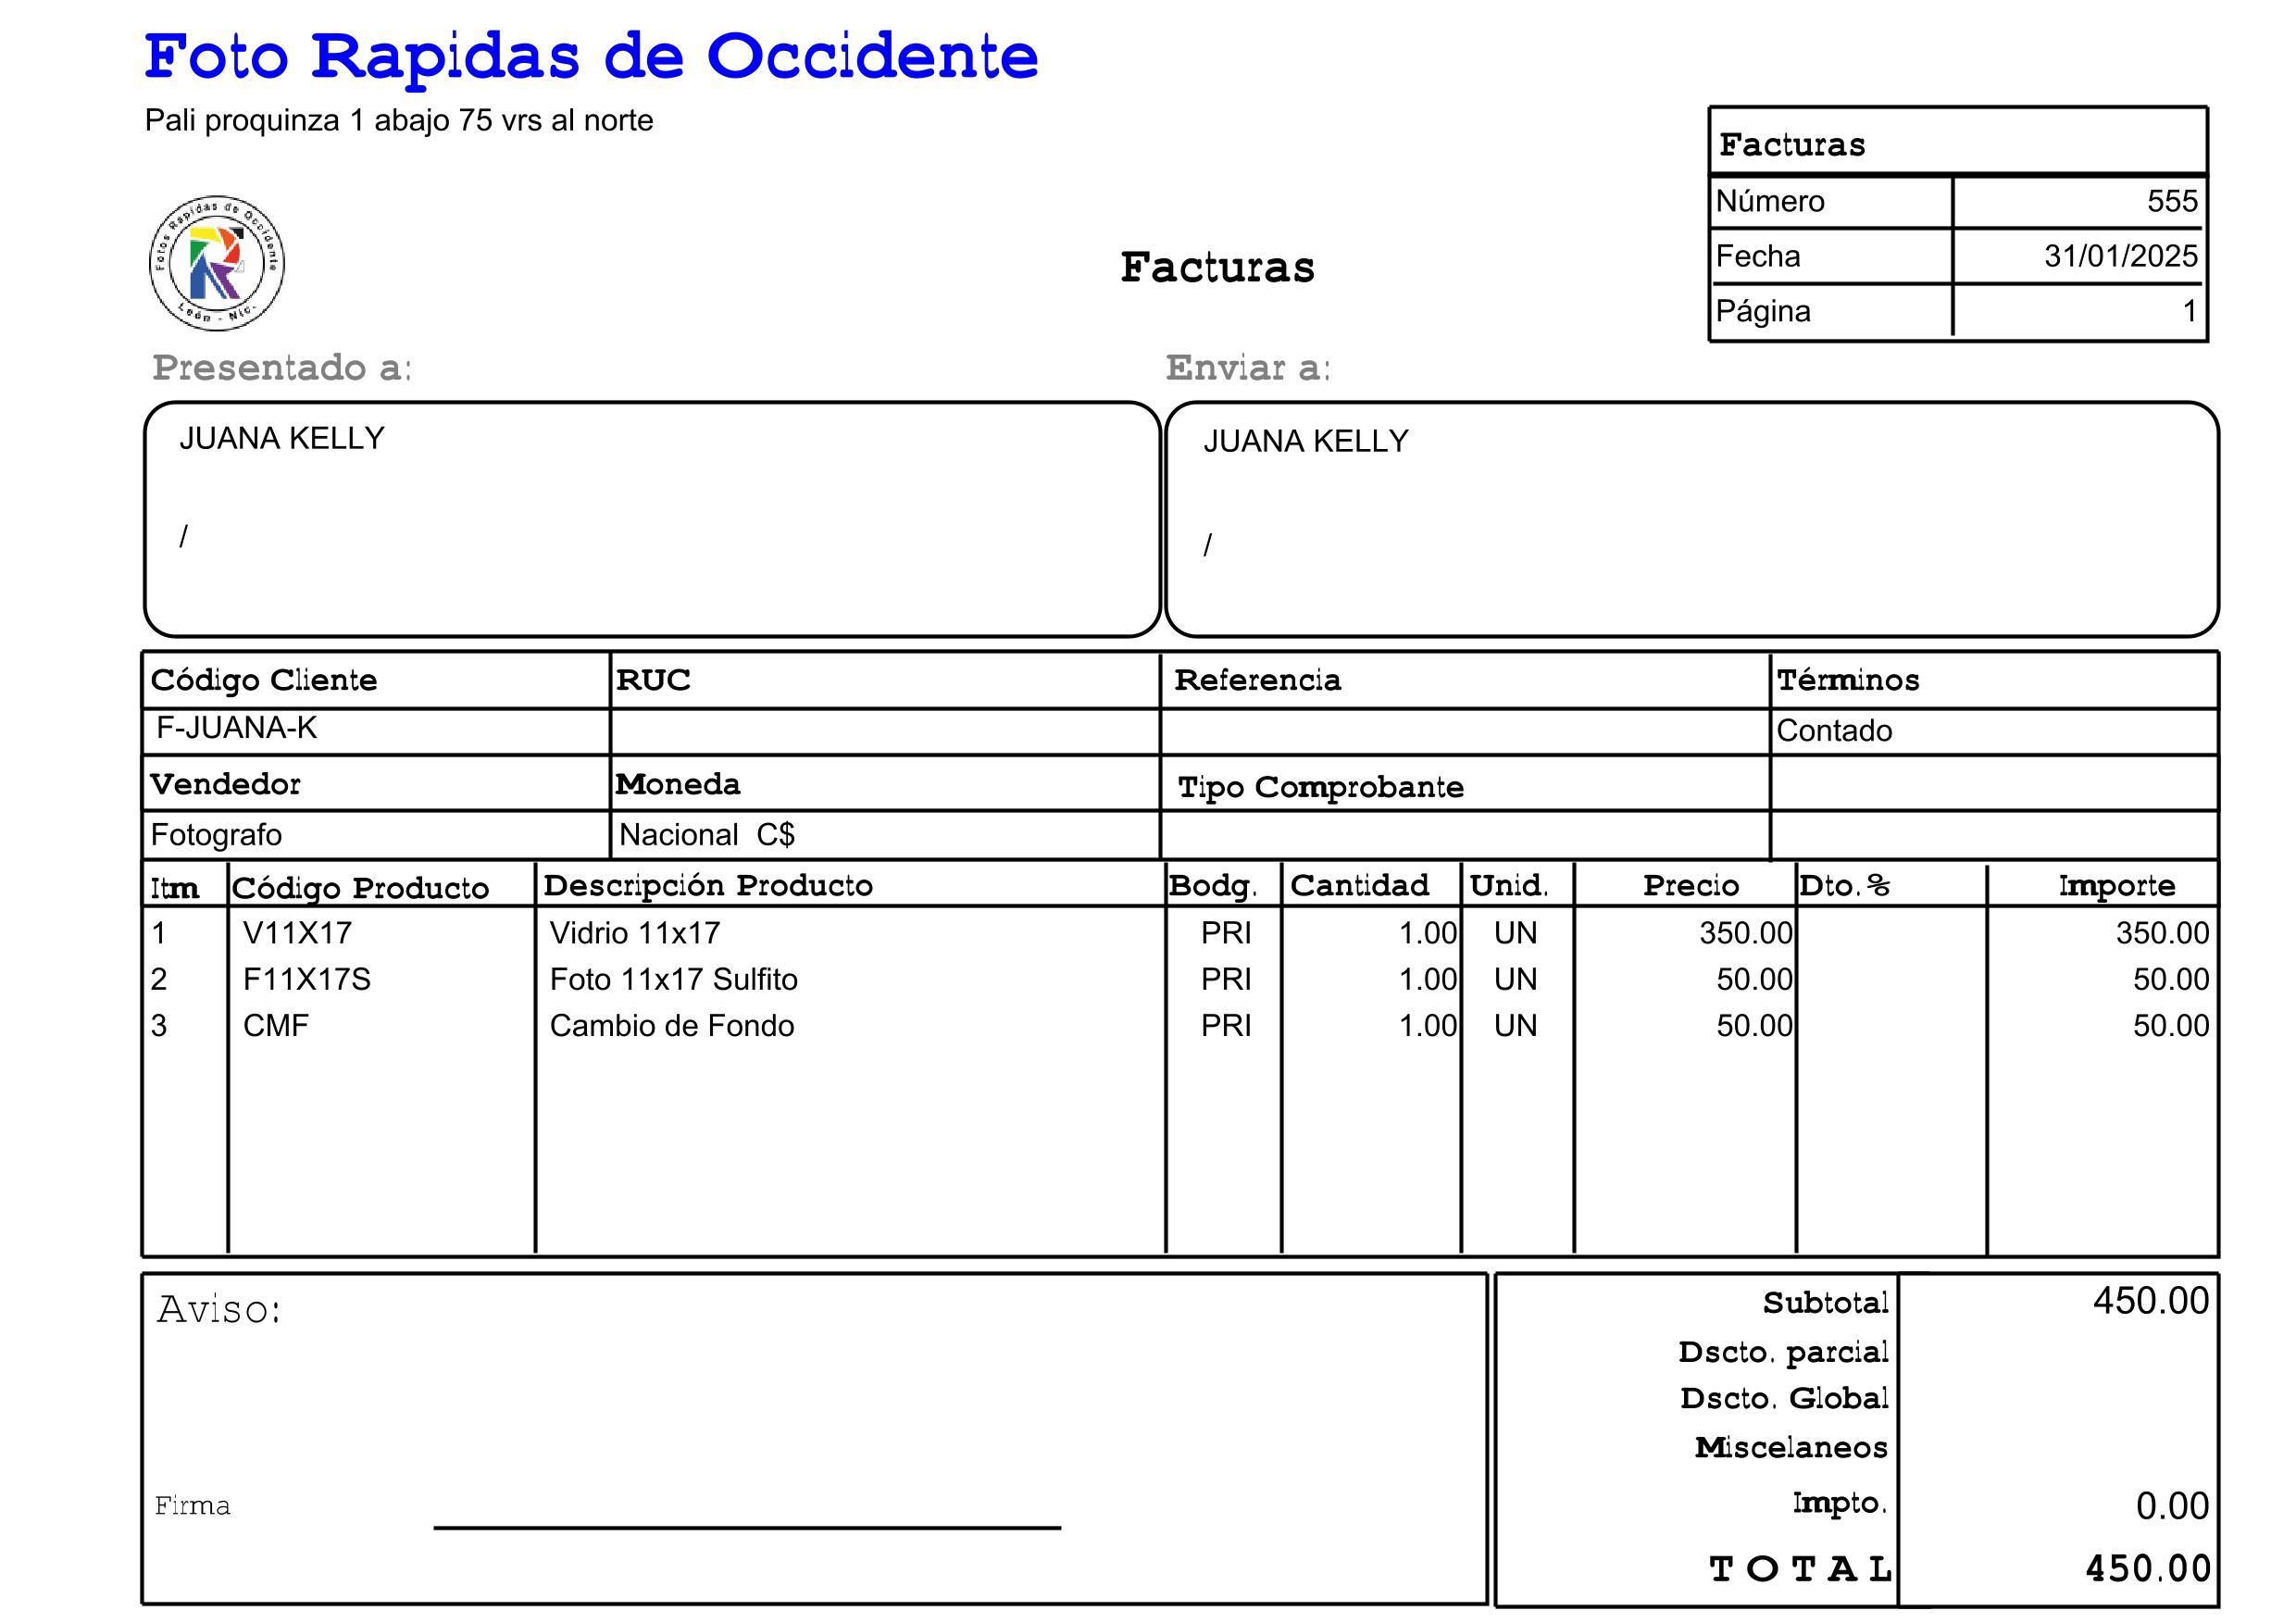 Foto Rapidas de Occidente
Pali proquinza 1 abajo 75 vrs al norte
Fotos Rapidas de Occidente
León - Nic.
Facturas
Facturas
Número 555
Fecha 31/01/2025
Página 1
Presentado a: Enviar a:
JUANA KELLY JUANA KELLY
/ /
Código Cliente RUC Referencia Términos
F-JUANA-K Contado
Vendedor Moneda Tipo Comprobante
Fotografo Nacional C$
Itm Código Producto Descripción Producto Bodg. Cantidad Unid. Precio Dto.% Importe
1 V11X17 Vidrio 11x17 PRI 1.00 UN 350.00 350.00
2 F11X17S Foto 11x17 Sulfito PRI 1.00 UN 50.00 50.00
3 CMF Cambio de Fondo PRI 1.00 UN 50.00 50.00
Aviso:
Firma
Subtotal 450.00
Dscto. parcial
Dscto. Global
Miscelaneos
Impto. 0.00
TOTAL 450.00